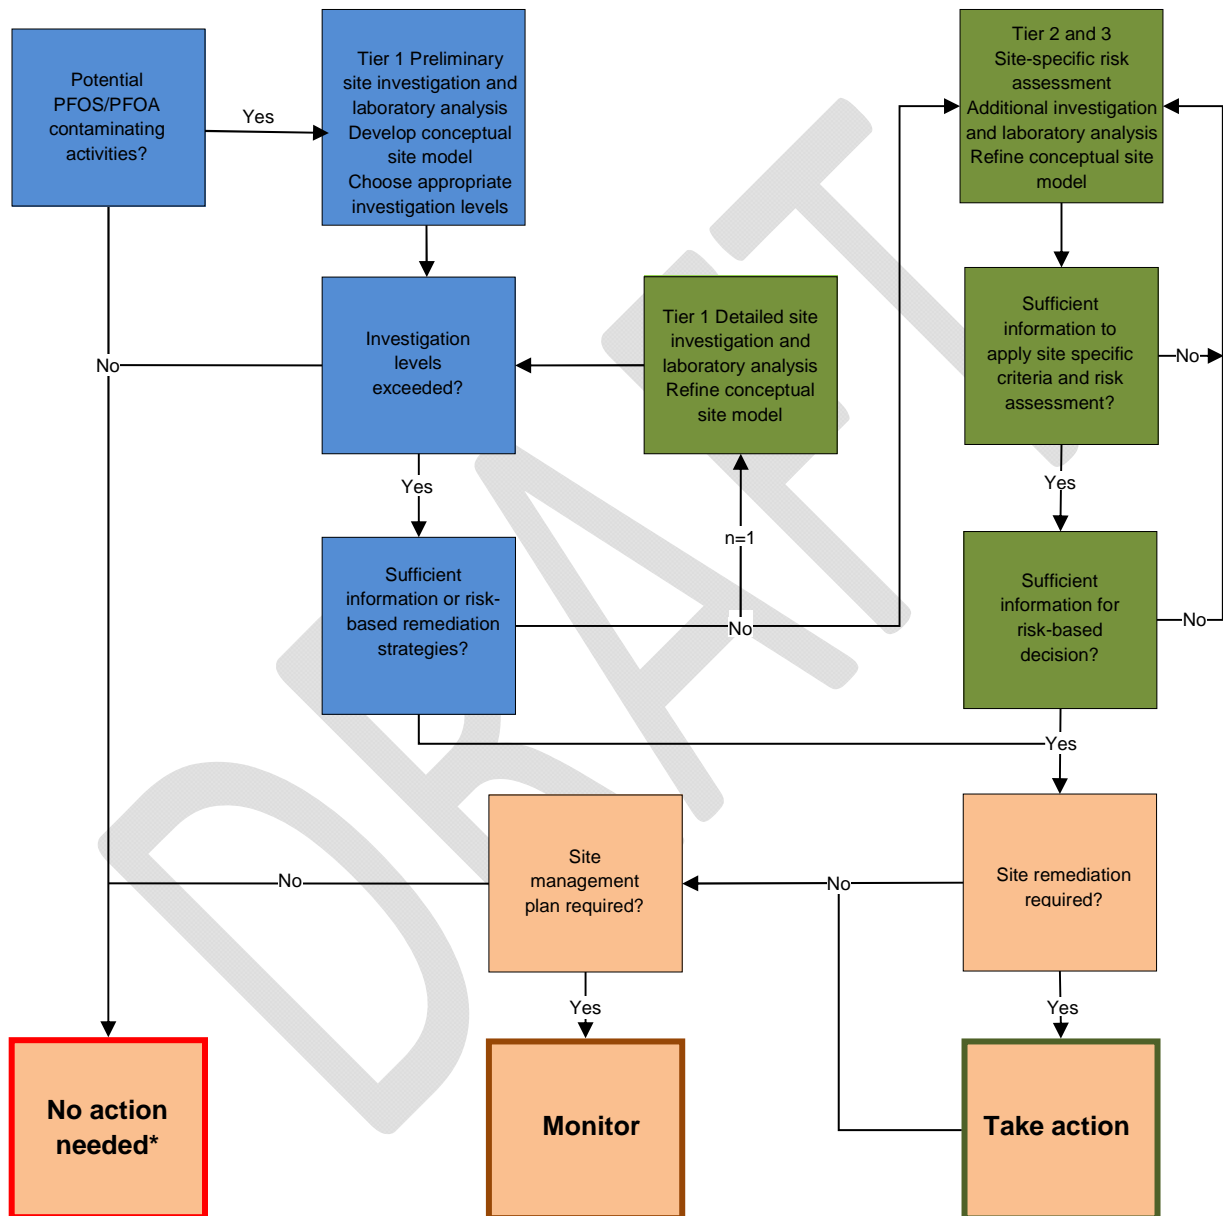 Potential
PFOS/PFOA
contaminating
activities?
Yes
Tier 1 Preliminary
site investigation and
laboratory analysis
Develop conceptual
site model
Choose appropriate
investigation levels
Tier 2 and 3
Site-specific risk
assessment
Additional investigation
and laboratory analysis
Refine conceptual site
model
No
Investigation
levels
exceeded?
Tier 1 Detailed site
investigation and
laboratory analysis
Refine conceptual
site model
Sufficient
information to
apply site specific
criteria and risk
assessment?
No
Yes
Yes
n=1
Sufficient
information or risk-
based remediation
strategies?
No
Sufficient
information for
risk-based
decision?
No
Yes
Site
management
plan required?
No
No
Site remediation
required?
Yes
Yes
No action
needed*
Monitor
Take action
DRAFT